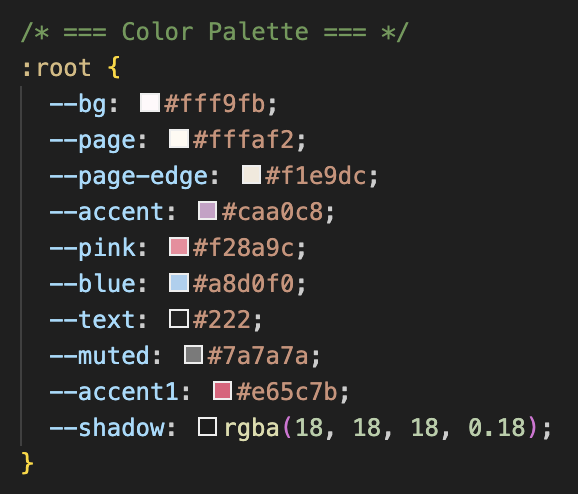 /* === Color Palette === */
:root {
--bg: #fff9fb;
--page: #fffaf2;
--page-edge: #f1e9dc;
--accent: #caa0c8;
--pink: #f28a9c;
--blue: #a8d0f0;
--text: #222;
--muted: #7a7a7a;
--accent1: #e65c7b;
--shadow: rgba(18, 18, 18, 0.18);
}